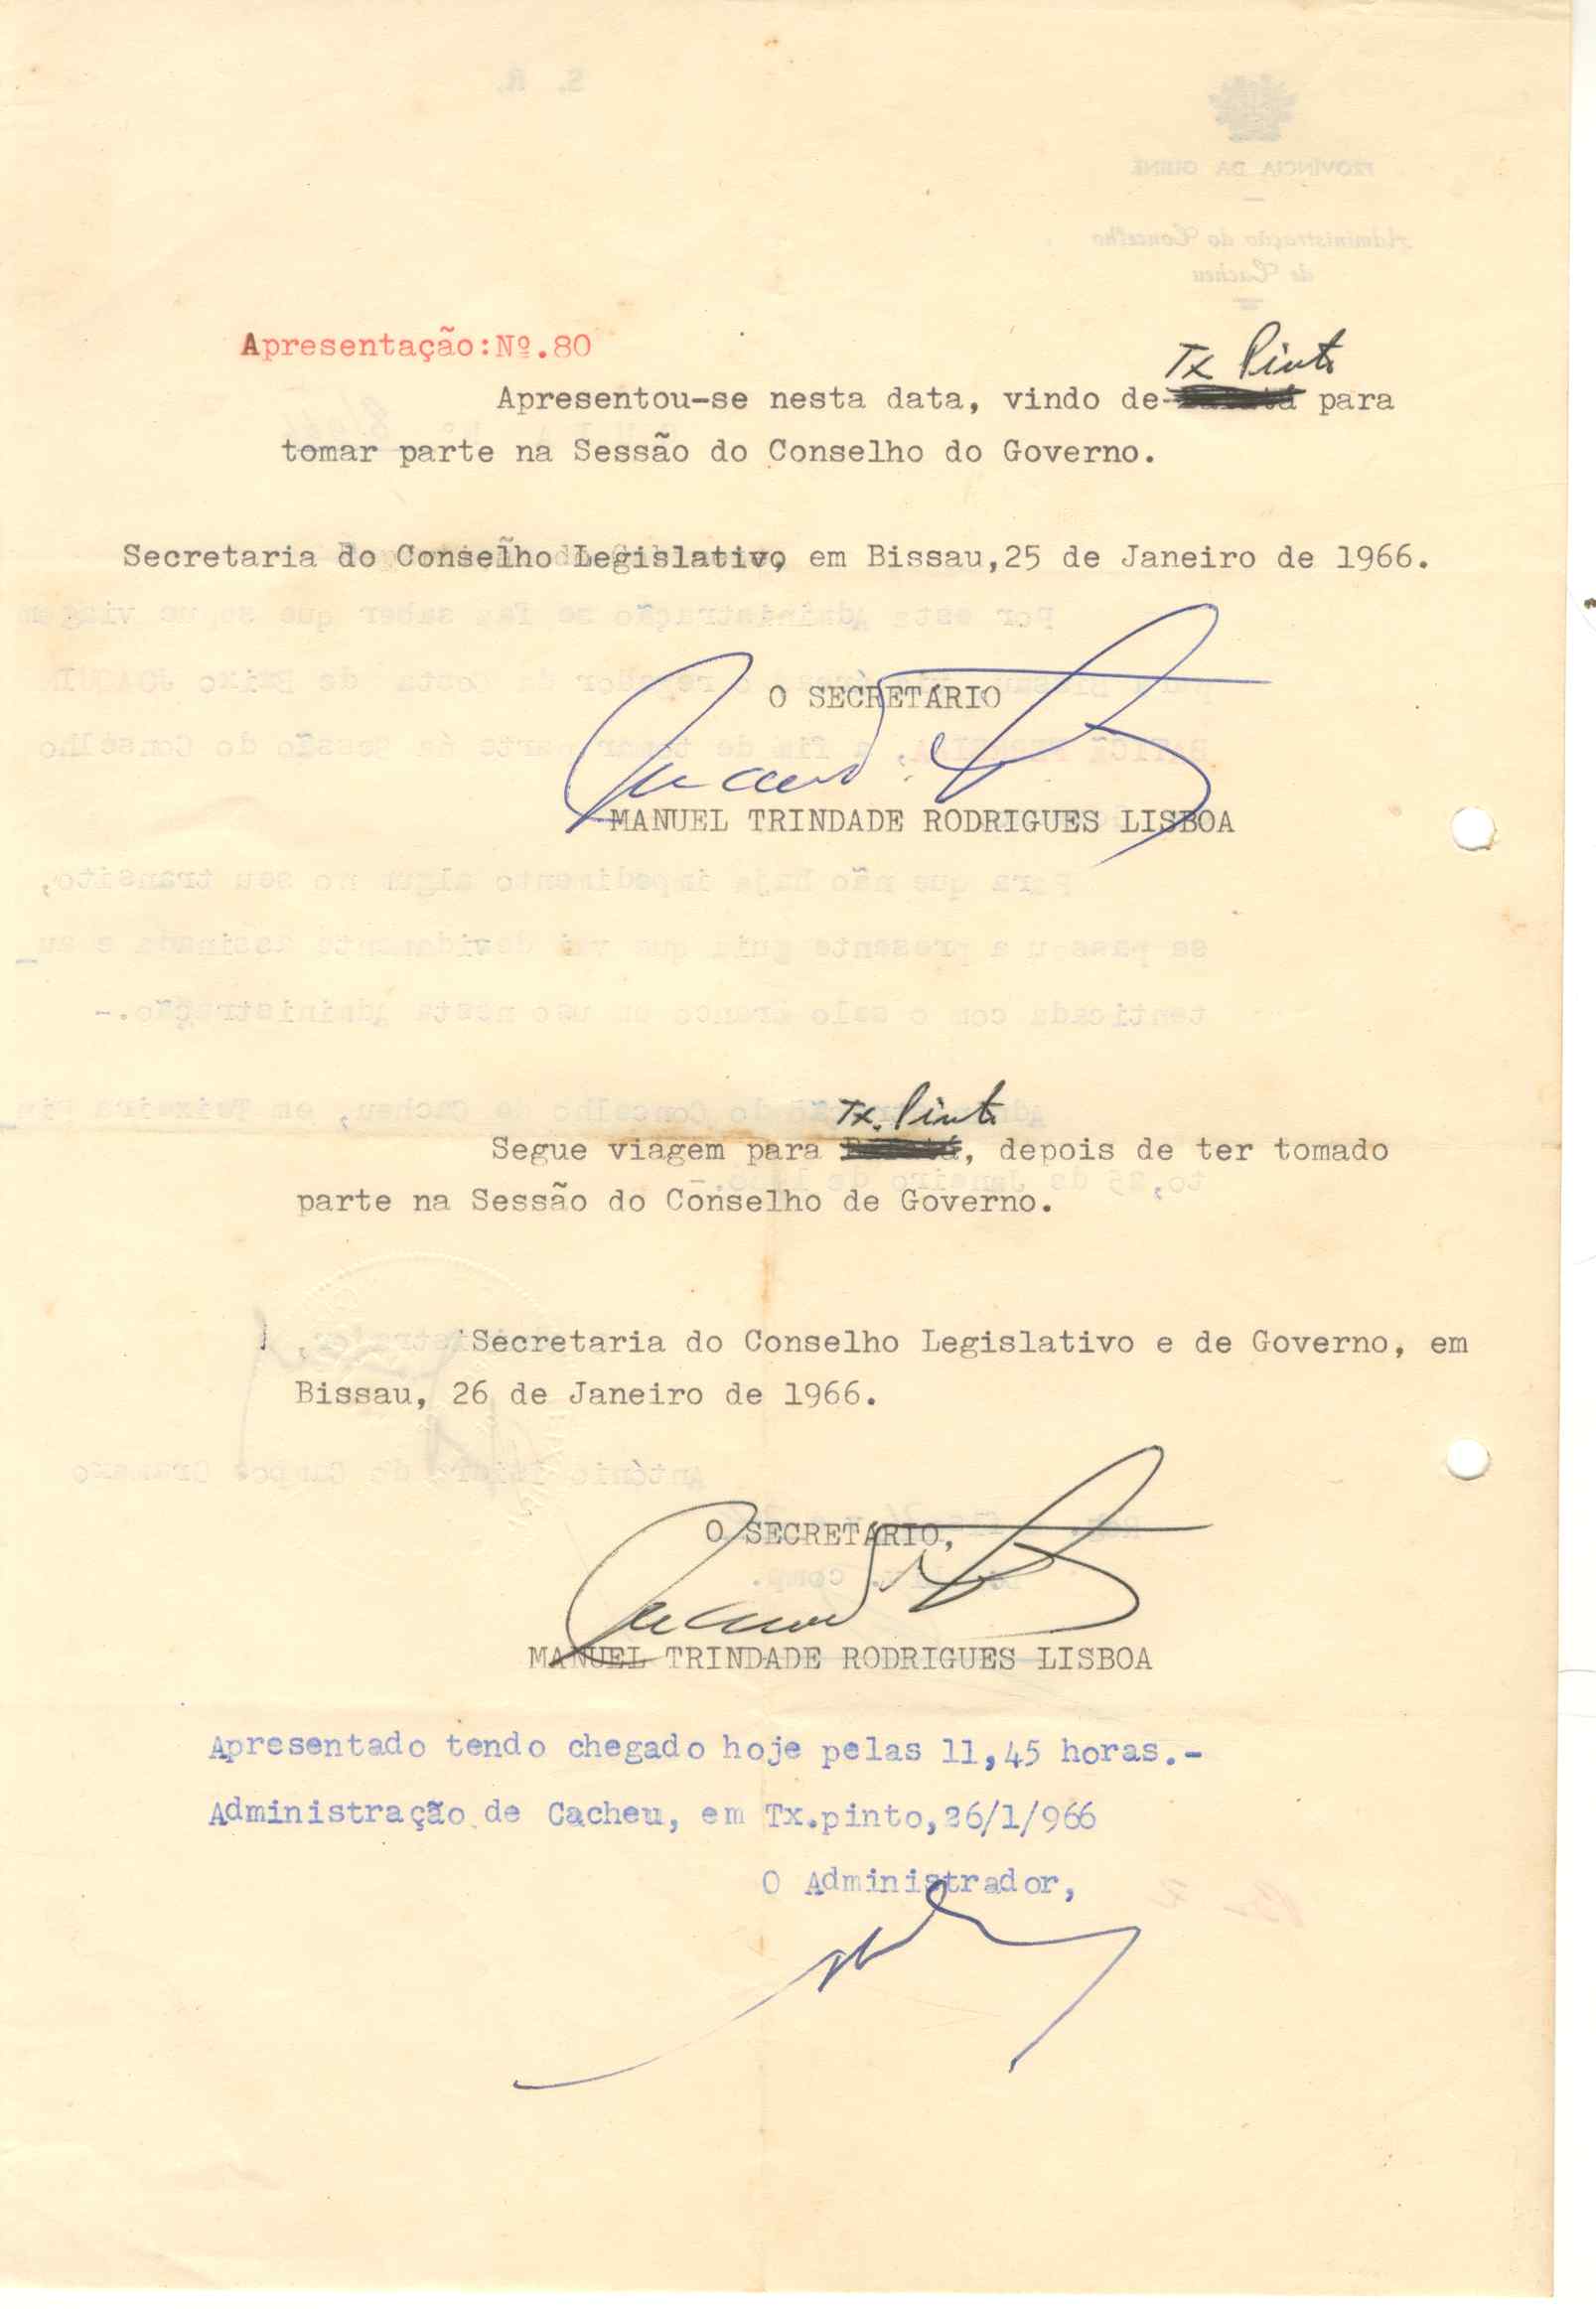 Apresentação:Nº.80
Tx Pinto
Apresentou-se nesta data, vindo de para
tomar parte na Sessão do Conselho do Governo.
Secretaria do Conselho Legislativo, em Bissau,25 de Janeiro de 1966.
O SECRETÁRIO
MANUEL TRINDADE RODRIGUES LISBOA
Tx. Pinto
Segue viagem para , depois de ter tomado
parte na Sessão do Conselho de Governo.
Secretaria do Conselho Legislativo e de Governo, em
Bissau, 26 de Janeiro de 1966.
O SECRETÁRIO,
MANUEL TRINDADE RODRIGUES LISBOA
Apresentado tendo chegado hoje pelas 11,45 horas.-
Administração de Cacheu, em Tx.pinto,26/1/966
O Administrador,